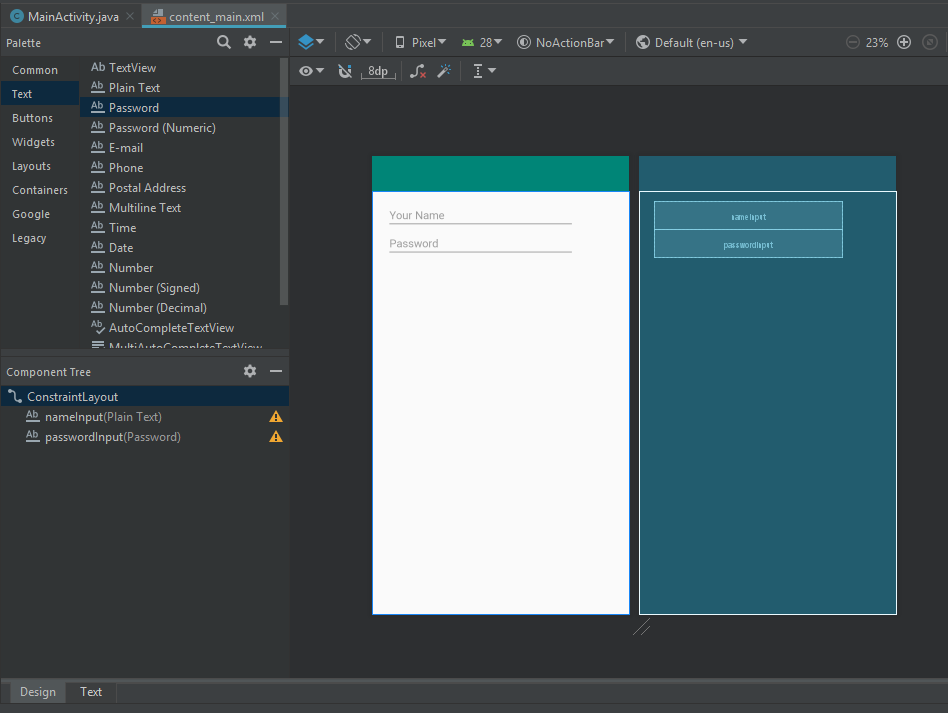 MainActivity.java content_main.xml
Palette Pixel 28 NoActionBar Default (en-us) 23%
8dp
Common
Text
Buttons
Widgets
Layouts
Containers
Google
Legacy
Ab TextView
Ab Plain Text
Ab Password
Ab Password (Numeric)
Ab E-mail
Ab Phone
Ab Postal Address
Ab Multiline Text
Ab Time
Ab Date
Ab Number
Ab Number (Signed)
Ab Number (Decimal)
Ab AutoCompleteTextView
MultiAutoCompleteTextView
Component Tree
ConstraintLayout
Ab nameInput(Plain Text)
Ab passwordInput(Password)
Your Name
Password
nameInput
passwordInput
Design Text